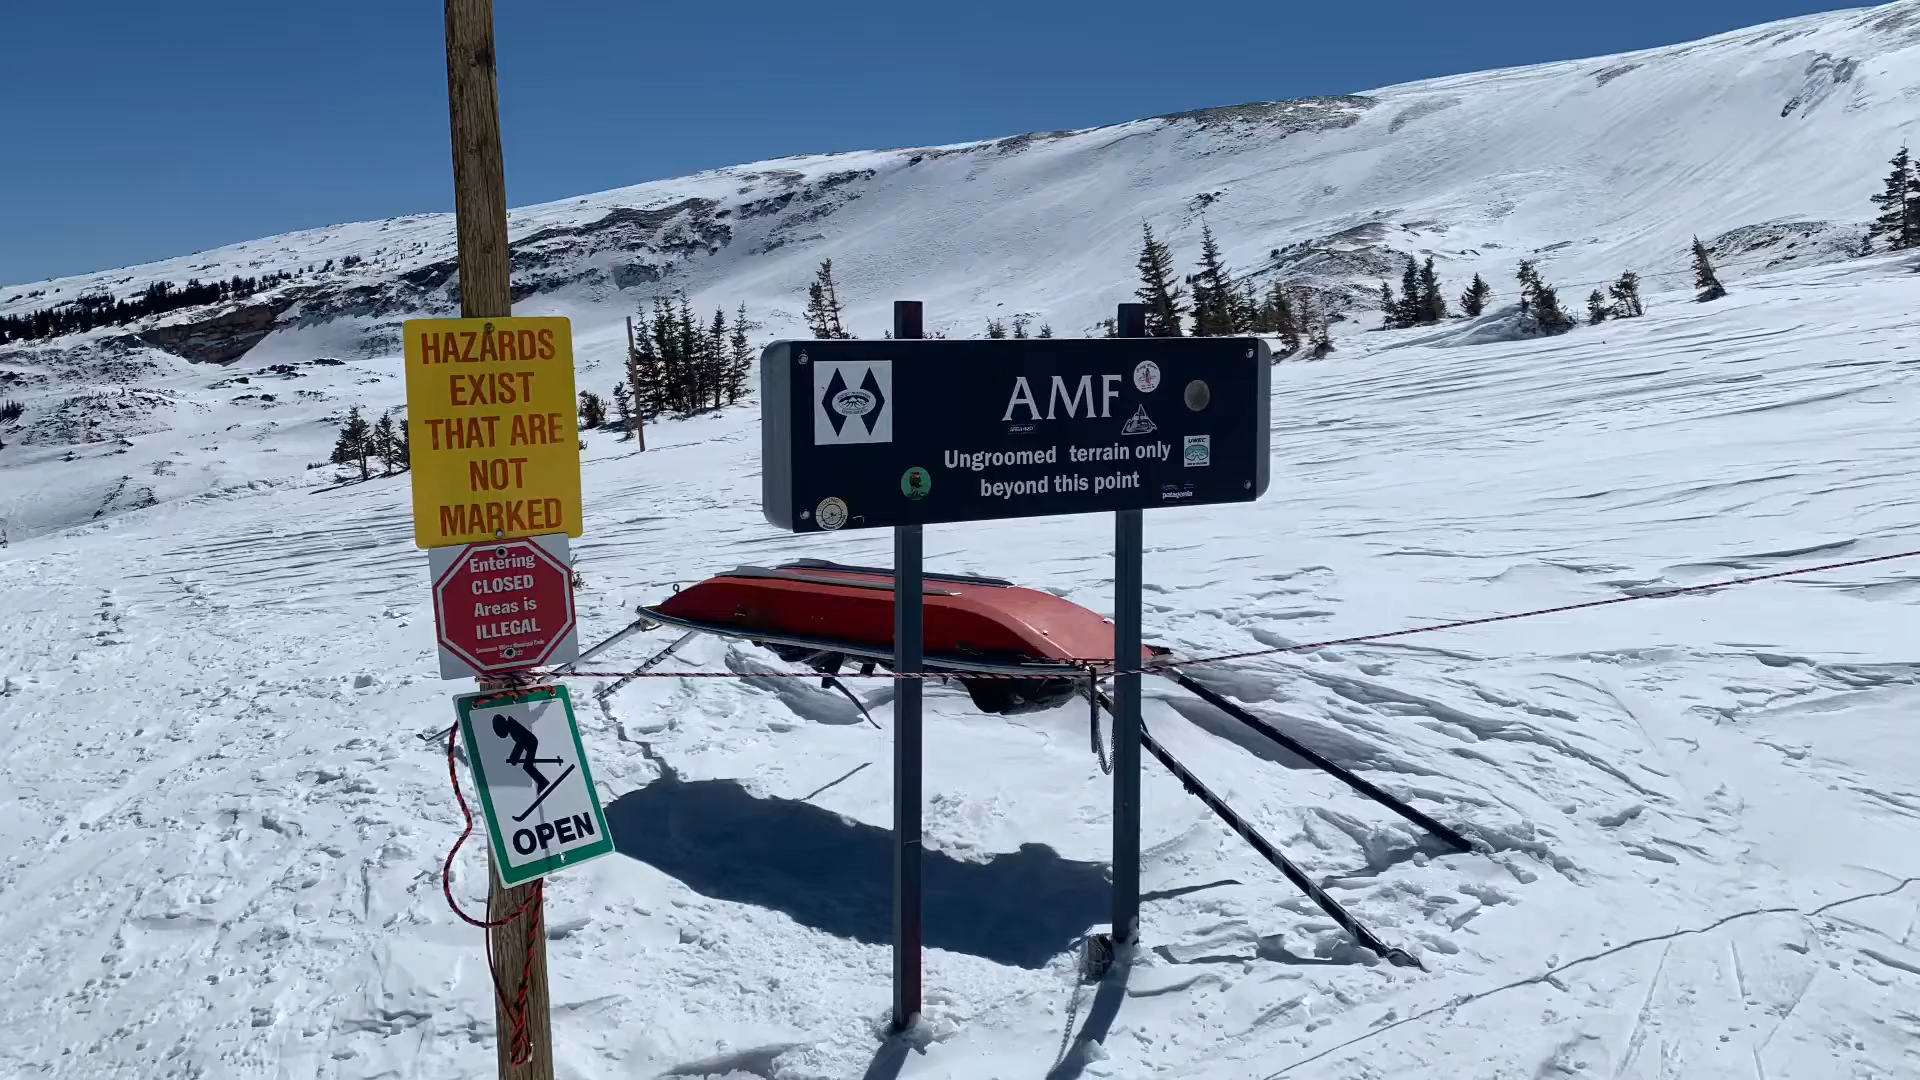 HAZARDS
EXIST
THAT ARE
NOT
MARKED
Entering
CLOSED
Areas is
ILLEGAL
OPEN
AMF
Ungroomed terrain only
beyond this point
UWEC
patagonia